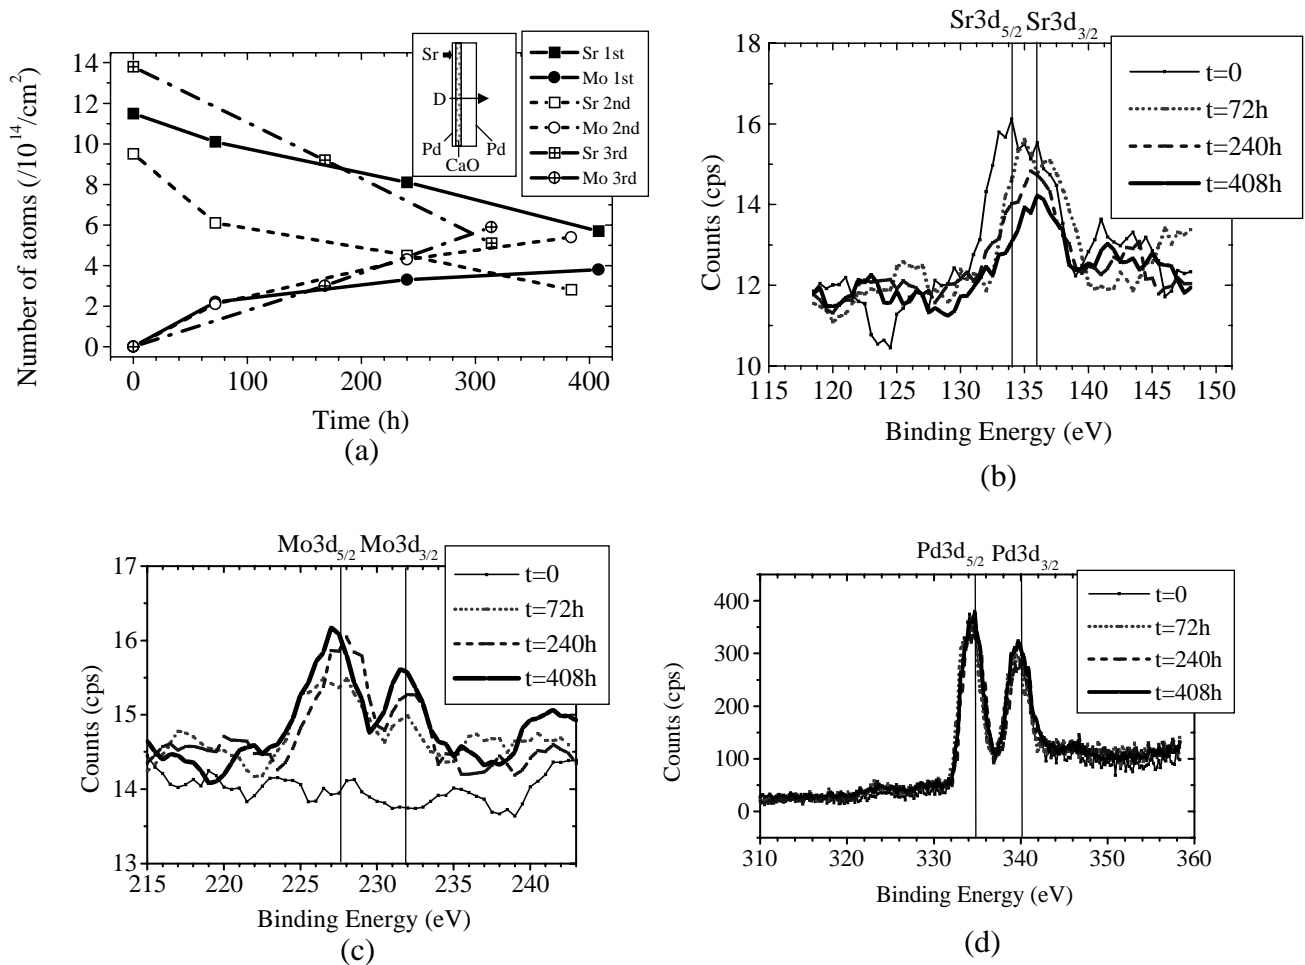 Number of atoms (/10^14/cm^2)
14
12
10
8
6
4
2
0
0 100 200 300 400
Time (h)
(a)
Sr
D
Pd Pd
CaO
Sr 1st
Mo 1st
Sr 2nd
Mo 2nd
Sr 3rd
Mo 3rd
Sr3d5/2 Sr3d3/2
Counts (cps)
18
16
14
12
10
115 120 125 130 135 140 145 150
Binding Energy (eV)
(b)
t=0
t=72h
t=240h
t=408h
Mo3d5/2 Mo3d3/2
Counts (cps)
17
16
15
14
13
215 220 225 230 235 240
Binding Energy (eV)
(c)
t=0
t=72h
t=240h
t=408h
Pd3d5/2 Pd3d3/2
Counts (cps)
400
300
200
100
0
310 320 330 340 350 360
Binding Energy (eV)
(d)
t=0
t=72h
t=240h
t=408h